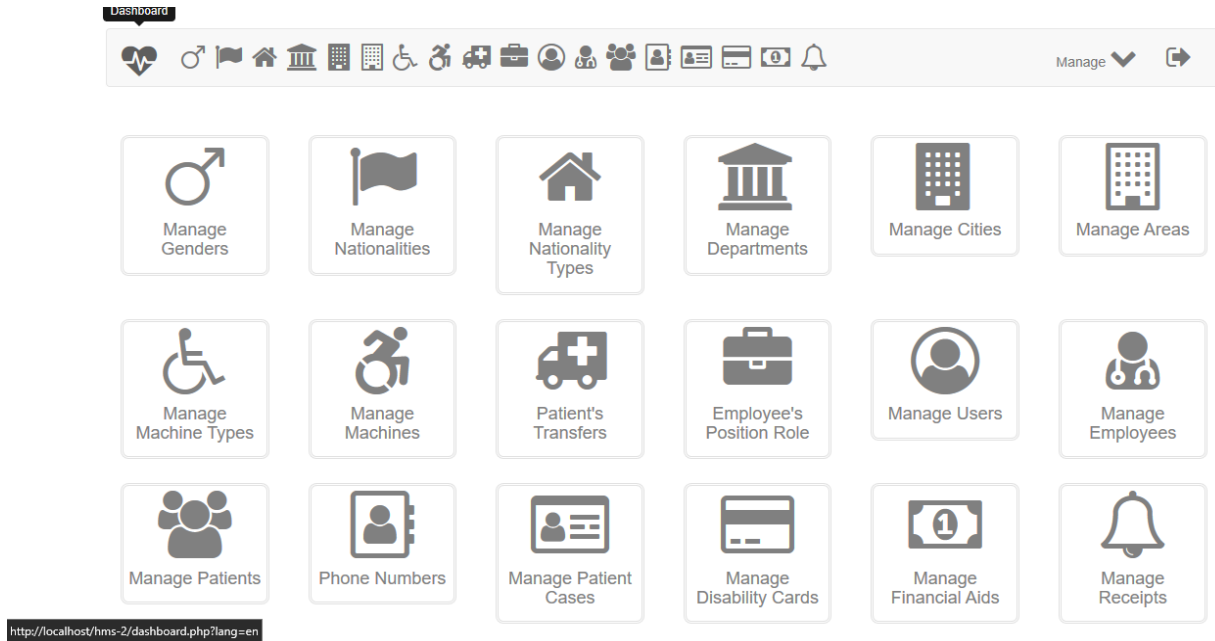 Dashboard
Manage
Manage
Genders
Manage
Nationalities
Manage
Nationality
Types
Manage
Departments
Manage Cities
Manage Areas
Manage
Machine Types
Manage
Machines
Patient's
Transfers
Employee's
Position Role
Manage Users
Manage
Employees
Manage Patients
Phone Numbers
Manage Patient
Cases
Manage
Disability Cards
1
Manage
Financial Aids
Manage
Receipts
http://localhost/hms-2/dashboard.php?lang=en